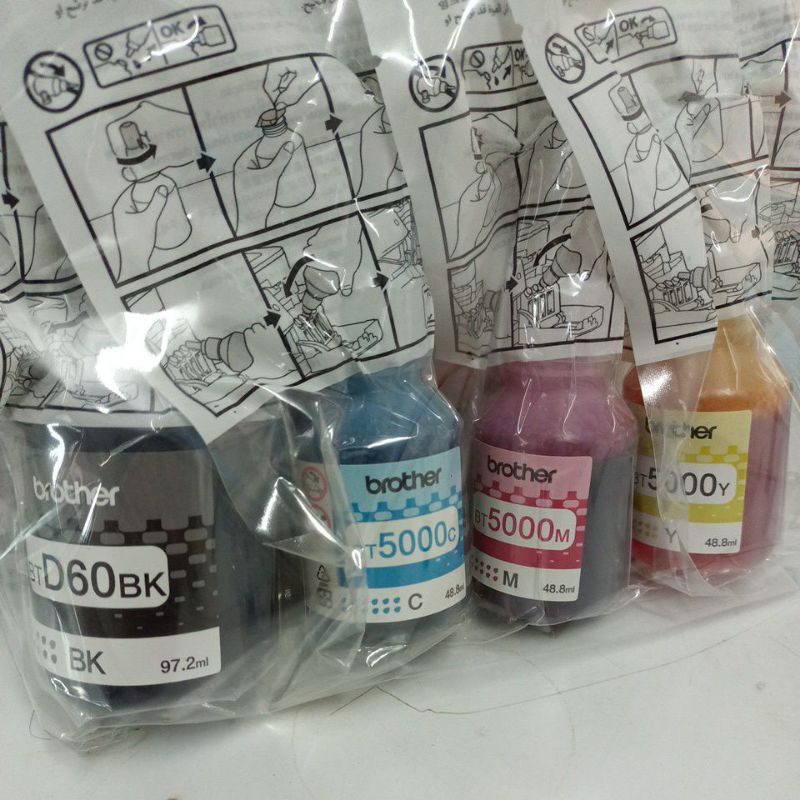 OK
OK
OK
brother
BTD60BK
BK
97.2ml
brother
BT5000C
C
48.8ml
brother
BT5000M
M
48.8ml
brother
BT5000Y
Y
48.8ml